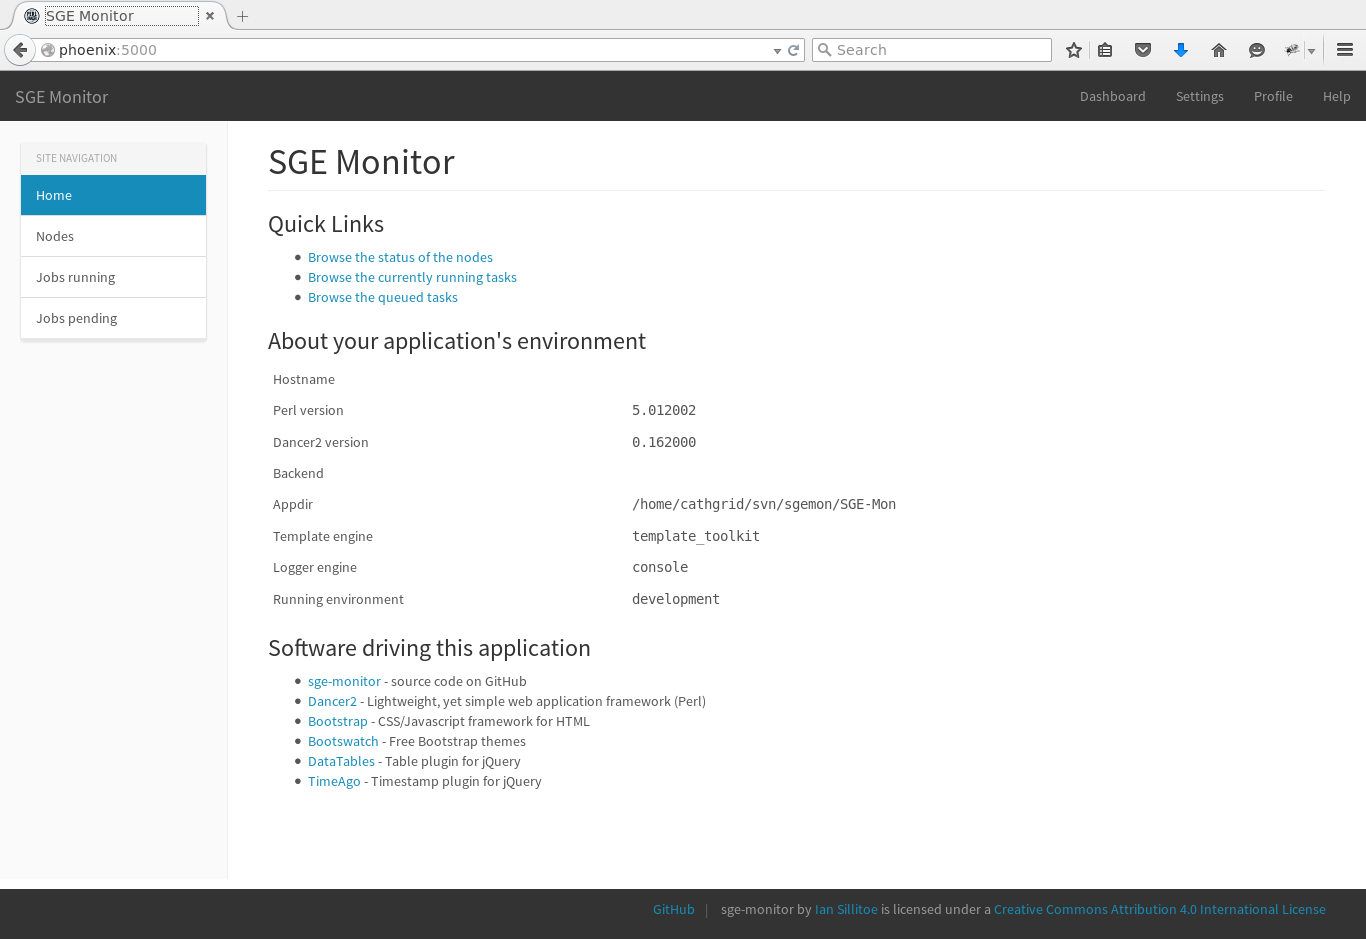 SGE Monitor
phoenix:5000
Search
SGE Monitor
Dashboard Settings Profile Help
SITE NAVIGATION
Home
Nodes
Jobs running
Jobs pending
SGE Monitor
Quick Links
Browse the status of the nodes
Browse the currently running tasks
Browse the queued tasks
About your application's environment
Hostname
Perl version 5.012002
Dancer2 version 0.162000
Backend
Appdir /home/cathgrid/svn/sgemon/SGE-Mon
Template engine template_toolkit
Logger engine console
Running environment development
Software driving this application
sge-monitor - source code on GitHub
Dancer2 - Lightweight, yet simple web application framework (Perl)
Bootstrap - CSS/Javascript framework for HTML
Bootswatch - Free Bootstrap themes
DataTables - Table plugin for jQuery
TimeAgo - Timestamp plugin for jQuery
GitHub | sge-monitor by Ian Sillitoe is licensed under a Creative Commons Attribution 4.0 International License